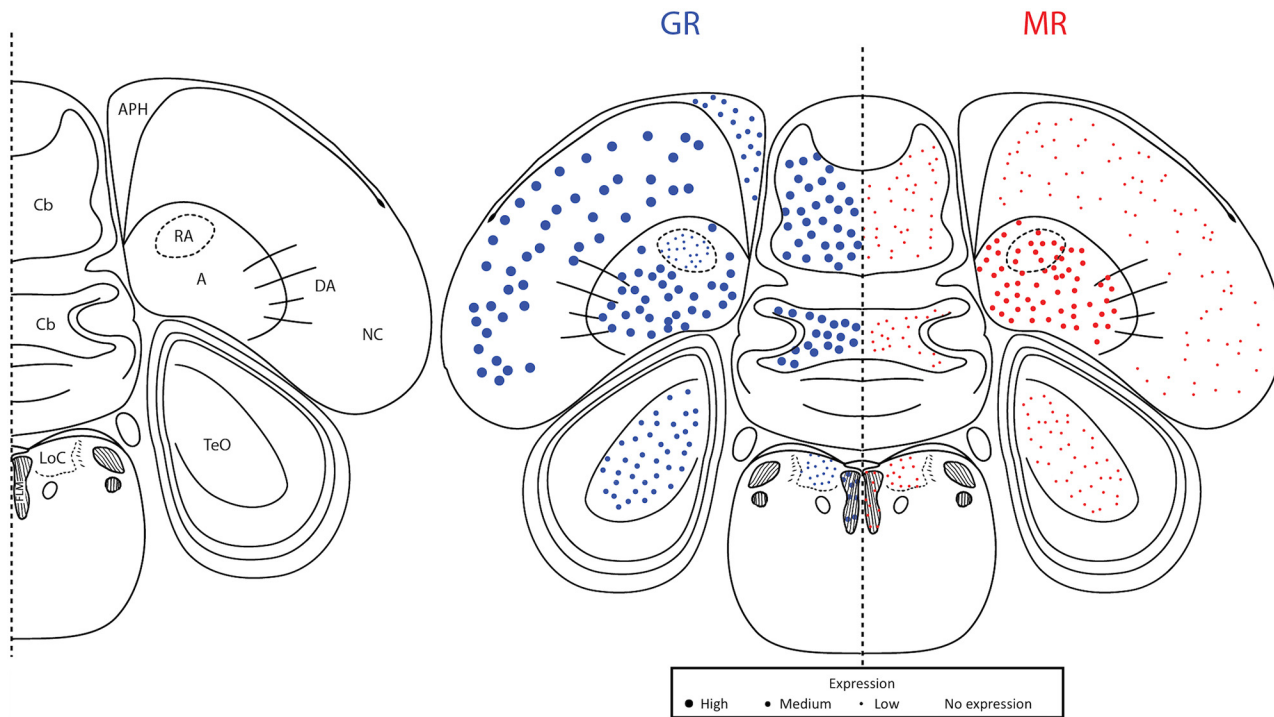 GR
MR
APH
Cb
RA
A
DA
Cb
NC
TeO
LoC
FLM
Expression
High Medium Low No expression